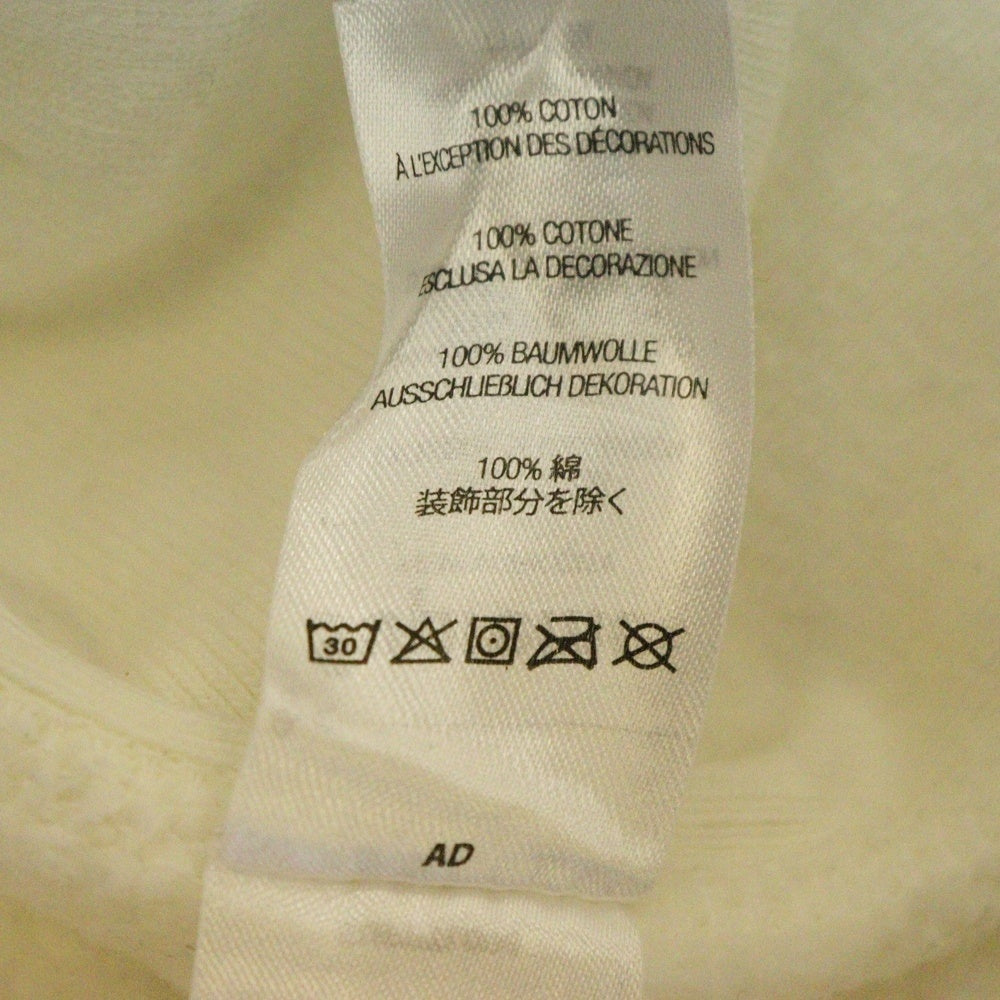 100% COTON
À L'EXCEPTION DES DÉCORATIONS
100% COTONE
ESCLUSA LA DECORAZIONE
100% BAUMWOLLE
AUSSCHLIEßLICH DEKORATION
100% 綿
装飾部分を除く
30
AD